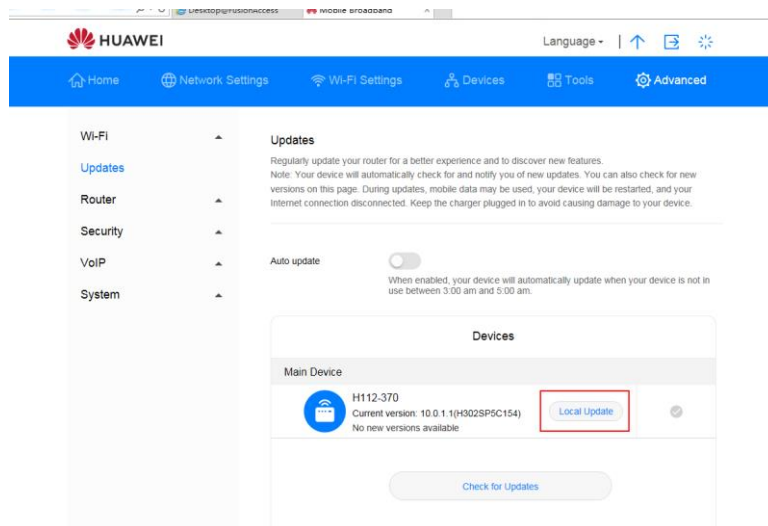 Desktop@FusionAccess
Mobile Broadband
HUAWEI
Language
Home
Network Settings
Wi-Fi Settings
Devices
Tools
Advanced
Wi-Fi
Updates
Router
Security
VoIP
System
Updates
Regularly update your router for a better experience and to discover new features.
Note: Your device will automatically check for and notify you of new updates. You can also check for new
versions on this page. During updates, mobile data may be used, your device will be restarted, and your
Internet connection disconnected. Keep the charger plugged in to avoid causing damage to your device.
Auto update
When enabled, your device will automatically update when your device is not in
use between 3:00 am and 5:00 am.
Devices
Main Device
H112-370
Current version: 10.0.1.1(H302SP5C154)
No new versions available
Local Update
Check for Updates